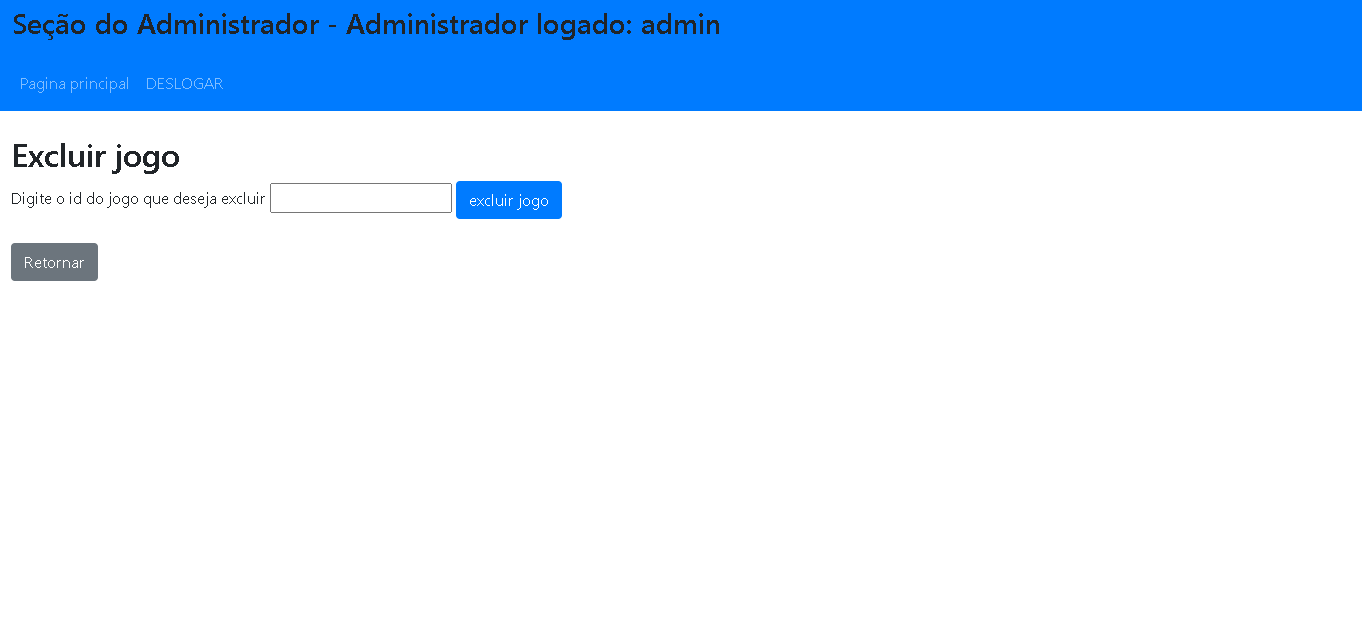 Seção do Administrador - Administrador logado: admin
Pagina principal DESLOGAR
Excluir jogo
Digite o id do jogo que deseja excluir excluir jogo
Retornar